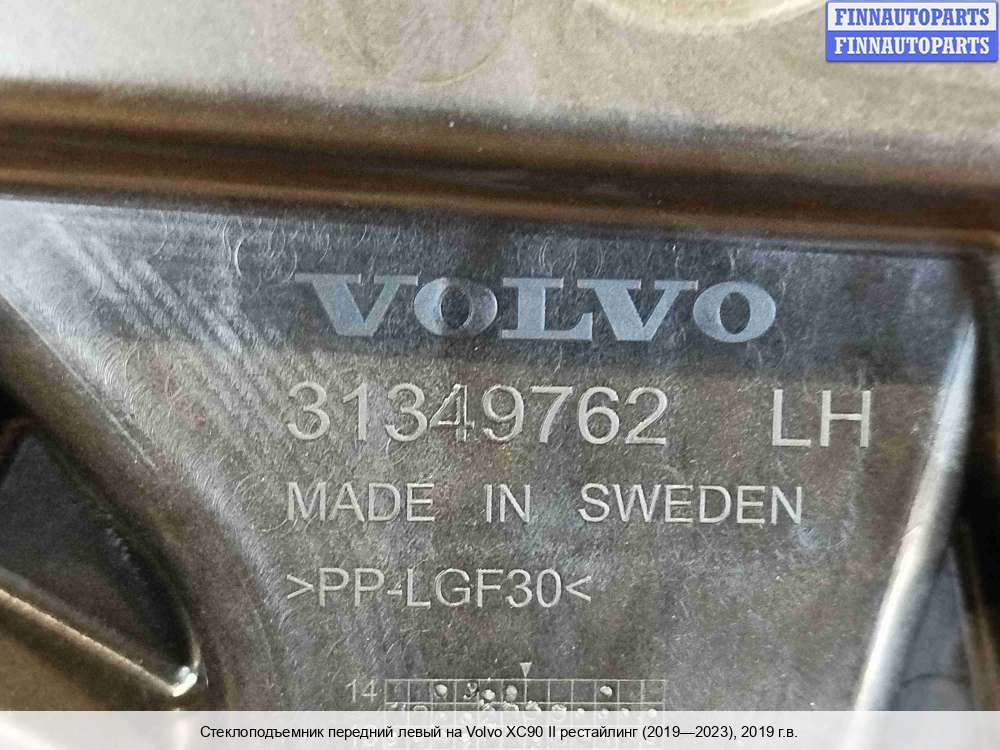 FINNAUTOPARTS
FINNAUTOPARTS
VOLVO
31349762 LH
MADE IN SWEDEN
>PP-LGF30<
14
Стеклоподъемник передний левый на Volvo XC90 II рестайлинг (2019—2023), 2019 г.в.